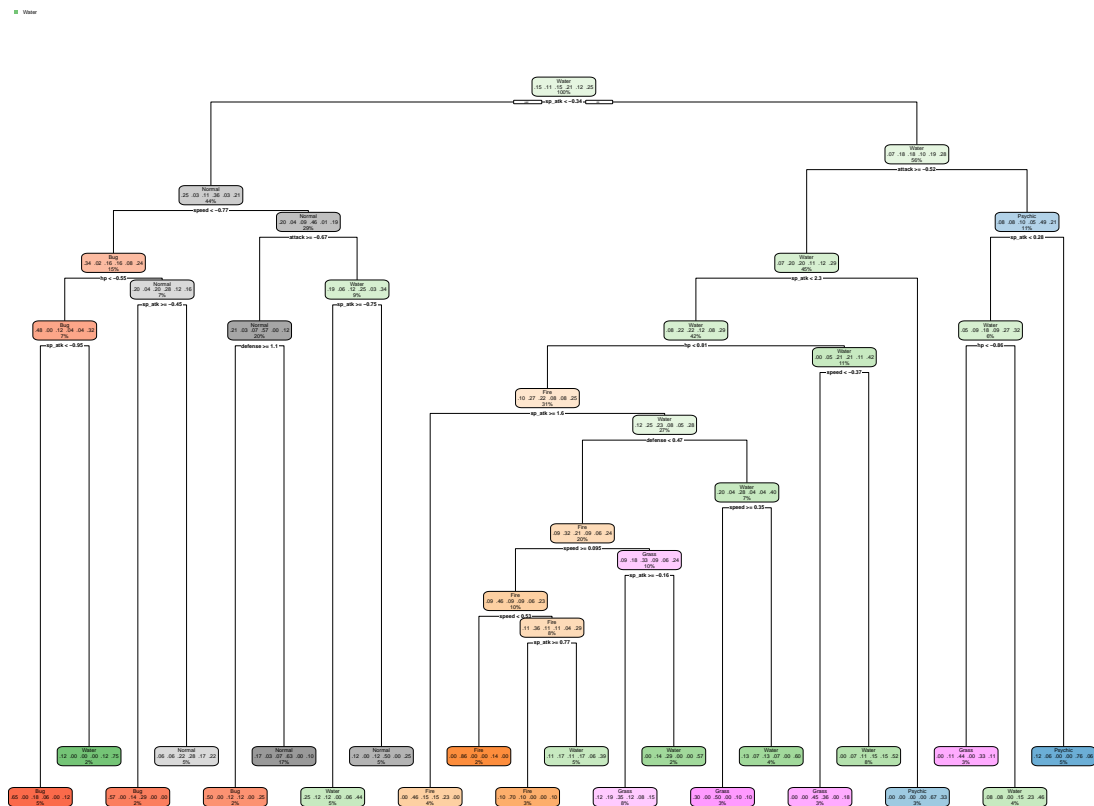 Water
Water
.15 .11 .15 .21 .12 .25
100%
sp_atk < −0.34
Water
.07 .18 .18 .10 .19 .28
56%
attack >= −0.52
Normal
.25 .03 .11 .36 .03 .21
44%
speed < −0.77
Normal
.20 .04 .09 .46 .01 .19
29%
attack >= −0.67
Psychic
.08 .08 .10 .05 .49 .21
11%
sp_atk < 0.28
Bug
.34 .02 .16 .16 .08 .24
15%
hp < −0.55
Water
.07 .20 .20 .11 .12 .29
45%
sp_atk < 2.3
Normal
.20 .04 .20 .28 .12 .16
7%
sp_atk >= −0.45
Water
.19 .06 .12 .25 .03 .34
9%
sp_atk >= −0.75
Bug
.48 .00 .12 .04 .04 .32
7%
sp_atk < −0.95
Normal
.21 .03 .07 .57 .00 .12
20%
defense >= 1.1
Water
.08 .22 .22 .12 .08 .29
42%
hp < 0.81
Water
.05 .09 .18 .09 .27 .32
6%
hp < −0.86
Water
.00 .05 .21 .21 .11 .42
11%
speed < −0.37
Fire
.10 .27 .22 .08 .08 .25
31%
sp_atk >= 1.6
Water
.12 .25 .23 .08 .05 .28
27%
defense < 0.47
Water
.20 .04 .28 .04 .04 .40
7%
speed >= 0.35
Fire
.09 .32 .21 .09 .06 .24
20%
speed >= 0.095
Grass
.09 .18 .33 .09 .06 .24
10%
sp_atk >= −0.16
Fire
.09 .46 .09 .09 .06 .23
10%
speed < 0.53
Fire
.11 .36 .11 .11 .04 .29
8%
sp_atk >= 0.77
Water
.12 .00 .00 .00 .12 .75
2%
Normal
.06 .06 .22 .28 .17 .22
5%
Normal
.17 .03 .07 .63 .00 .10
17%
Normal
.12 .00 .12 .50 .00 .25
5%
Fire
.00 .86 .00 .00 .14 .00
2%
Water
.11 .17 .11 .17 .06 .39
5%
Water
.00 .14 .29 .00 .00 .57
2%
Water
.13 .07 .13 .07 .00 .60
4%
Water
.00 .07 .11 .15 .15 .52
8%
Grass
.00 .11 .44 .00 .33 .11
3%
Psychic
.12 .06 .00 .00 .76 .06
5%
Bug
.65 .00 .18 .06 .00 .12
5%
Bug
.57 .00 .14 .29 .00 .00
2%
Bug
.50 .00 .12 .12 .00 .25
2%
Water
.25 .12 .12 .00 .06 .44
5%
Fire
.00 .46 .15 .15 .23 .00
4%
Fire
.10 .70 .10 .00 .00 .10
3%
Grass
.12 .19 .35 .12 .08 .15
8%
Grass
.30 .00 .50 .00 .10 .10
3%
Grass
.00 .00 .45 .36 .00 .18
3%
Psychic
.00 .00 .00 .00 .67 .33
3%
Water
.08 .08 .00 .15 .23 .46
4%